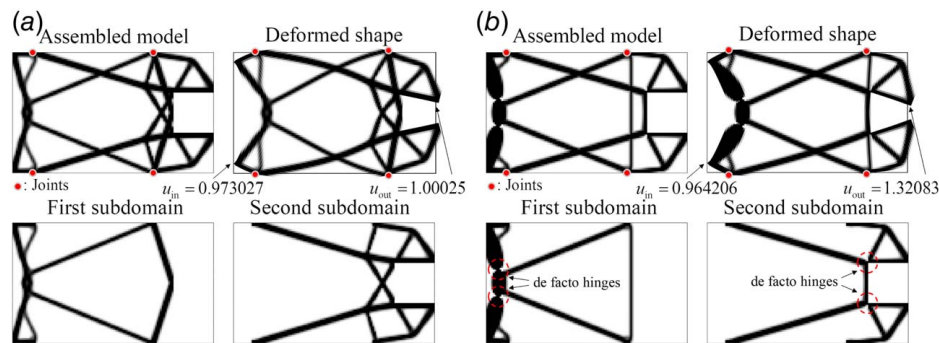 (a)
Assembled model
Deformed shape
: Joints
u_in = 0.973027
u_out = 1.00025
First subdomain
Second subdomain
(b)
Assembled model
Deformed shape
: Joints
u_in = 0.964206
u_out = 1.32083
First subdomain
Second subdomain
de facto hinges
de facto hinges